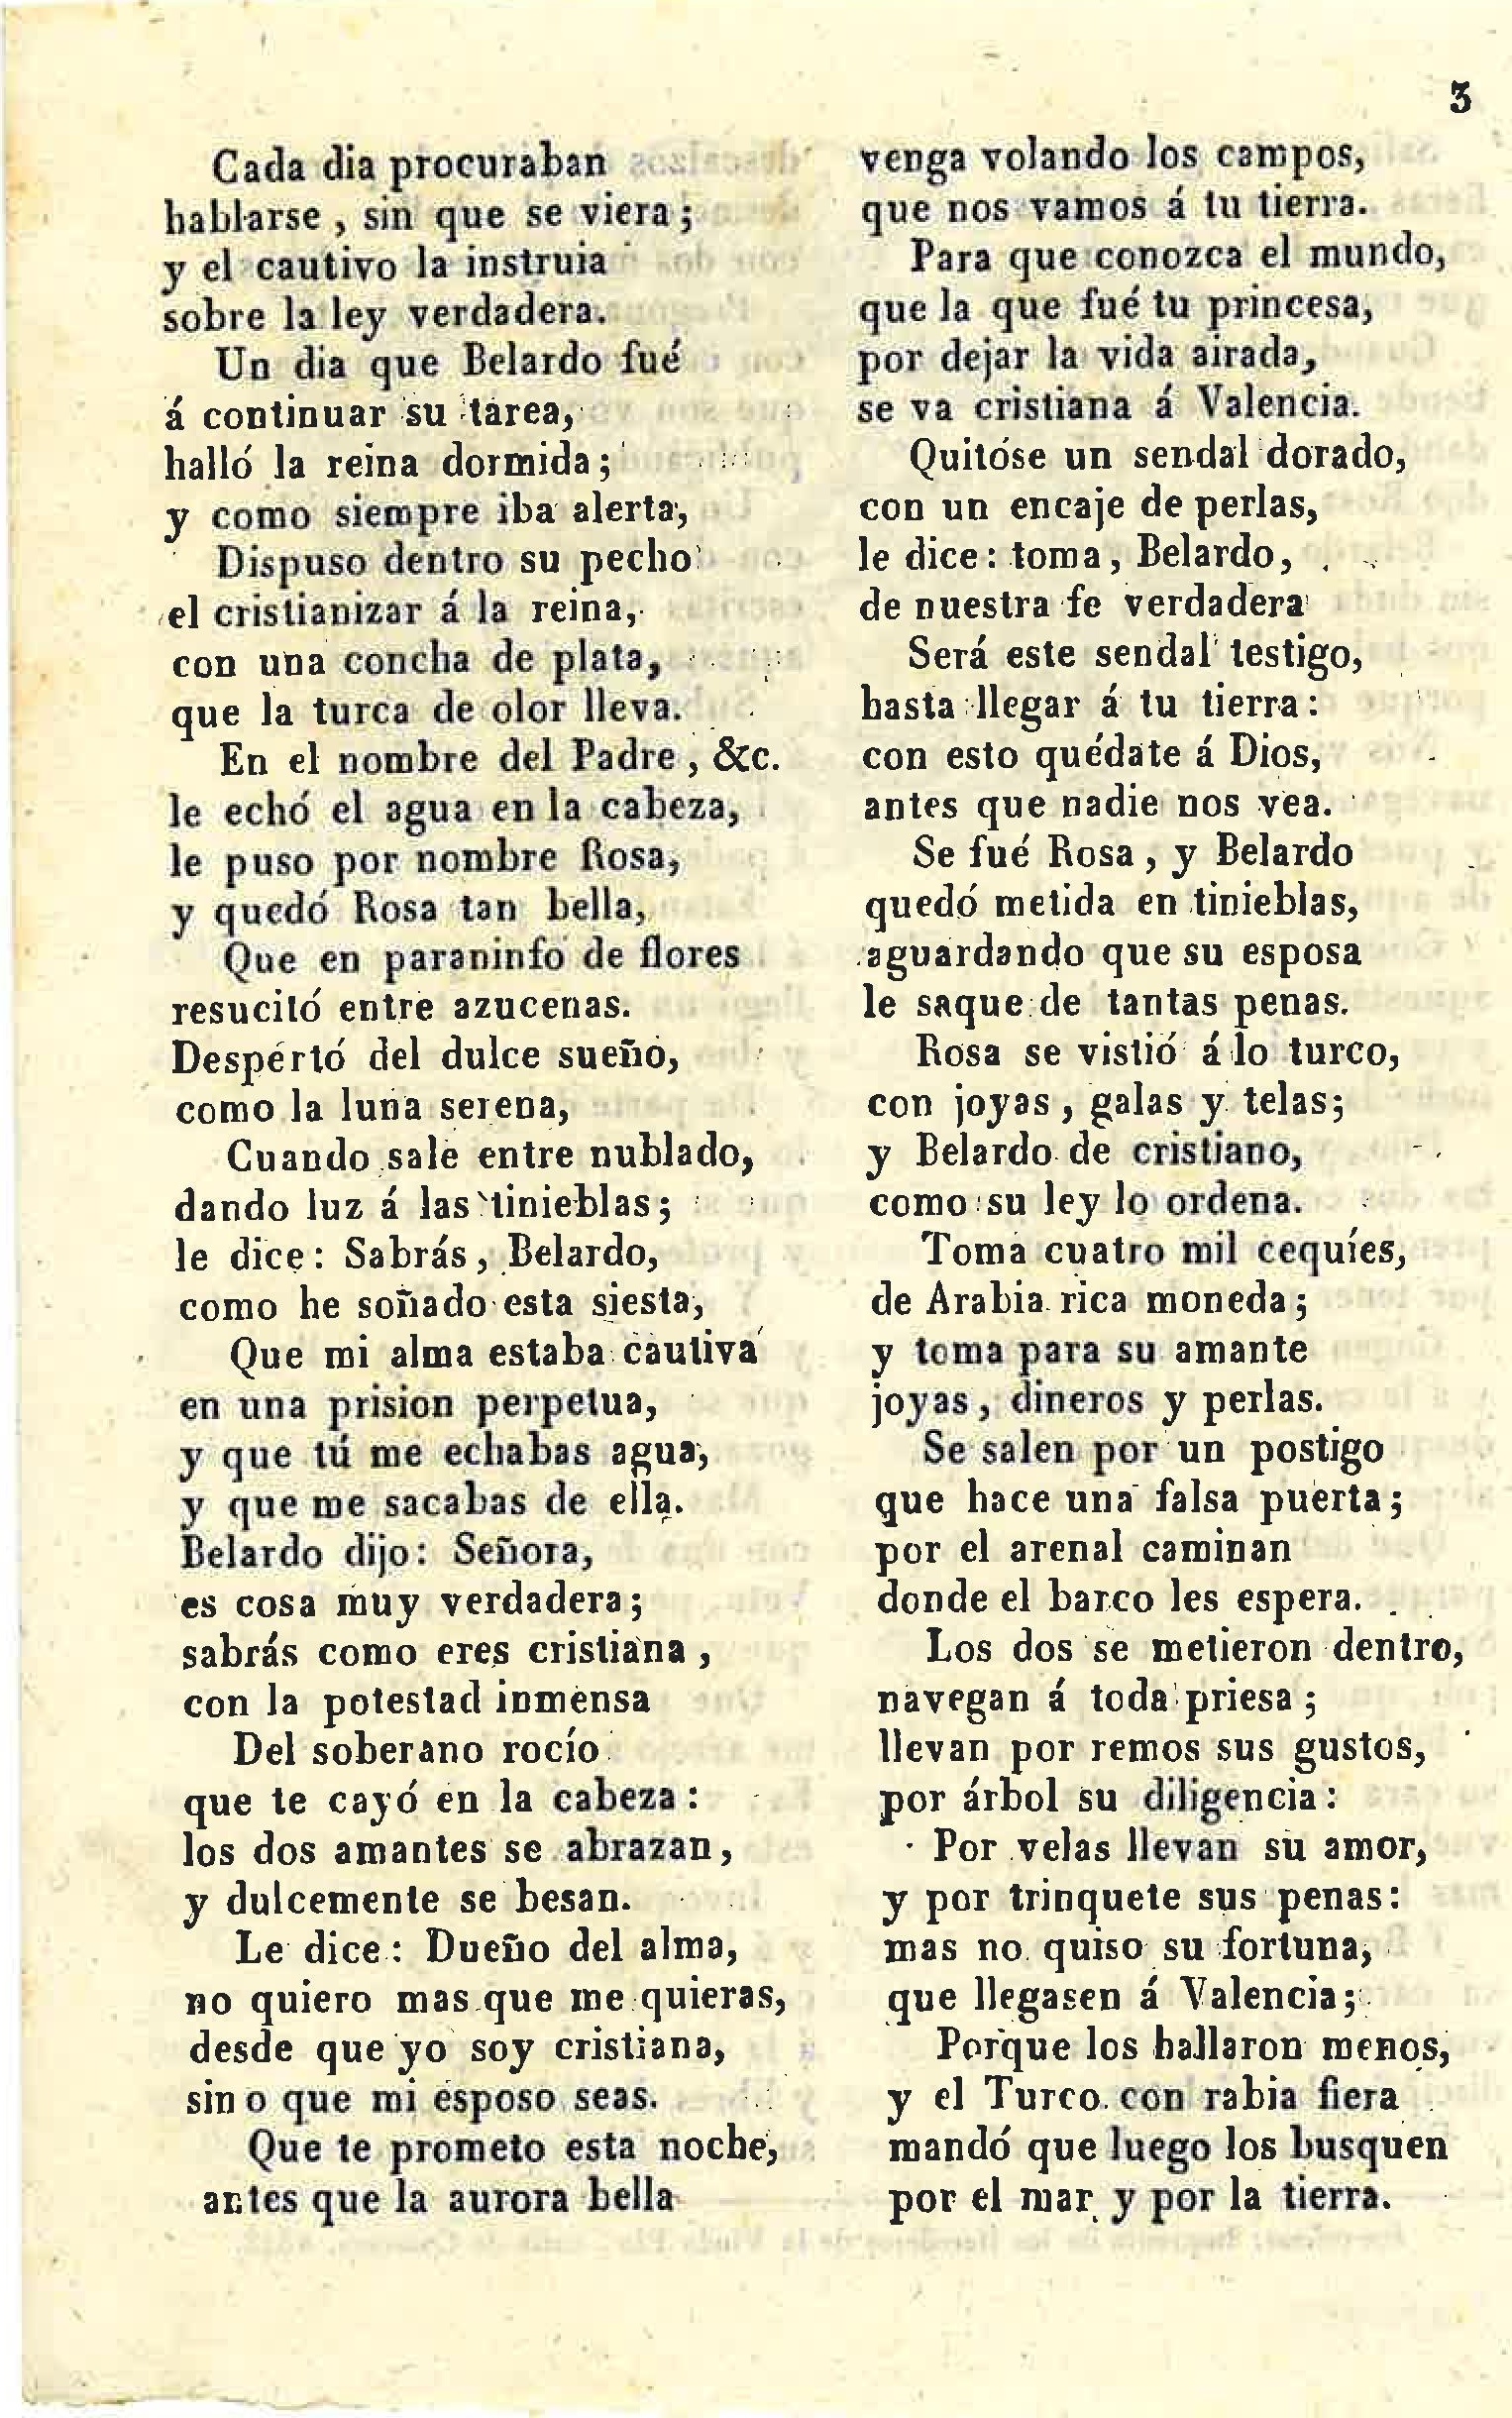 3
Cada dia procuraban
hablarse, sin que se viera;
y el cautivo la instruia
sobre la ley verdadera.
Un dia que Belardo fué
á continuar su tarea,
halló la reina dormida;
y como siempre iba alerta,
Dispuso dentro su pecho
el cristianizar á la reina,
con una concha de plata,
que la turca de olor lleva.
En el nombre del Padre, &c.
le echó el agua en la cabeza,
le puso por nombre Rosa,
y quedó Rosa tan bella,
Que en paraninfo de flores
resucitó entre azucenas.
Despertó del dulce sueño,
como la luna serena,
Cuando sale entre nublado,
dando luz á las tinieblas;
le dice: Sabrás, Belardo,
como he soñado esta siesta,
Que mi alma estaba cautiva
en una prision perpetua,
y que tú me echabas agua,
y que me sacabas de ella.
Belardo dijo: Señora,
es cosa muy verdadera;
sabrás como eres cristiana,
con la potestad inmensa
Del soberano rocío
que te cayó en la cabeza:
los dos amantes se abrazan,
y dulcemente se besan.
Le dice: Dueño del alma,
no quiero mas que me quieras,
desde que yo soy cristiana,
sino que mi esposo seas.
Que te prometo esta noche,
antes que la aurora bella
venga volando los campos,
que nos vamos á tu tierra.
Para que conozca el mundo,
que la que fué tu princesa,
por dejar la vida airada,
se va cristiana á Valencia.
Quitóse un sendal dorado,
con un encaje de perlas,
le dice: toma, Belardo,
de nuestra fe verdadera
Será este sendal testigo,
hasta llegar á tu tierra:
con esto quédate á Dios,
antes que nadie nos vea.
Se fué Rosa, y Belardo
quedó metida en tinieblas,
aguardando que su esposa
le saque de tantas penas.
Rosa se vistió á lo turco,
con joyas, galas y telas;
y Belardo de cristiano,
como su ley lo ordena.
Toma cuatro mil cequíes,
de Arabia rica moneda;
y toma para su amante
joyas, dineros y perlas.
Se salen por un postigo
que hace una falsa puerta;
por el arenal caminan
donde el barco les espera.
Los dos se metieron dentro,
navegan á toda priesa;
llevan por remos sus gustos,
por árbol su diligencia:
Por velas llevan su amor,
y por trinquete sus penas:
mas no quiso su fortuna,
que llegasen á Valencia;
Porque los hallaron menos,
y el Turco con rabia fiera
mandó que luego los busquen
por el mar y por la tierra.